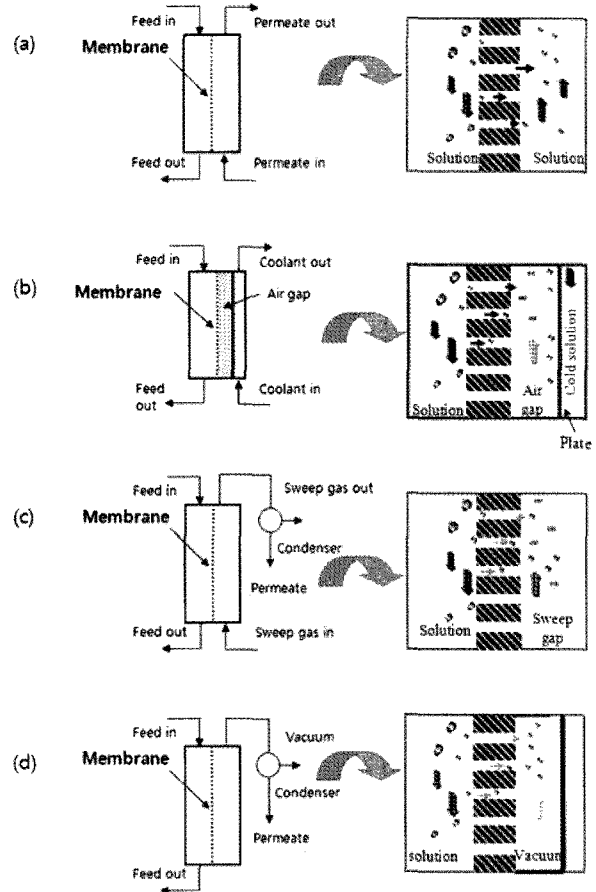 Feed in
Permeate out
(a)
Membrane
Feed out
Permeate in
Solution
Solution
Feed in
Coolant out
(b)
Membrane
Air gap
Feed
out
Coolant in
Solution
Air
gap
Cold solution
Plate
Feed in
Sweep gas out
(c)
Membrane
Condenser
Permeate
Feed out
Sweep gas in
Solution
Sweep
gap
Feed in
Vacuum
(d)
Membrane
Condenser
Permeate
Feed out
solution
Vacuum